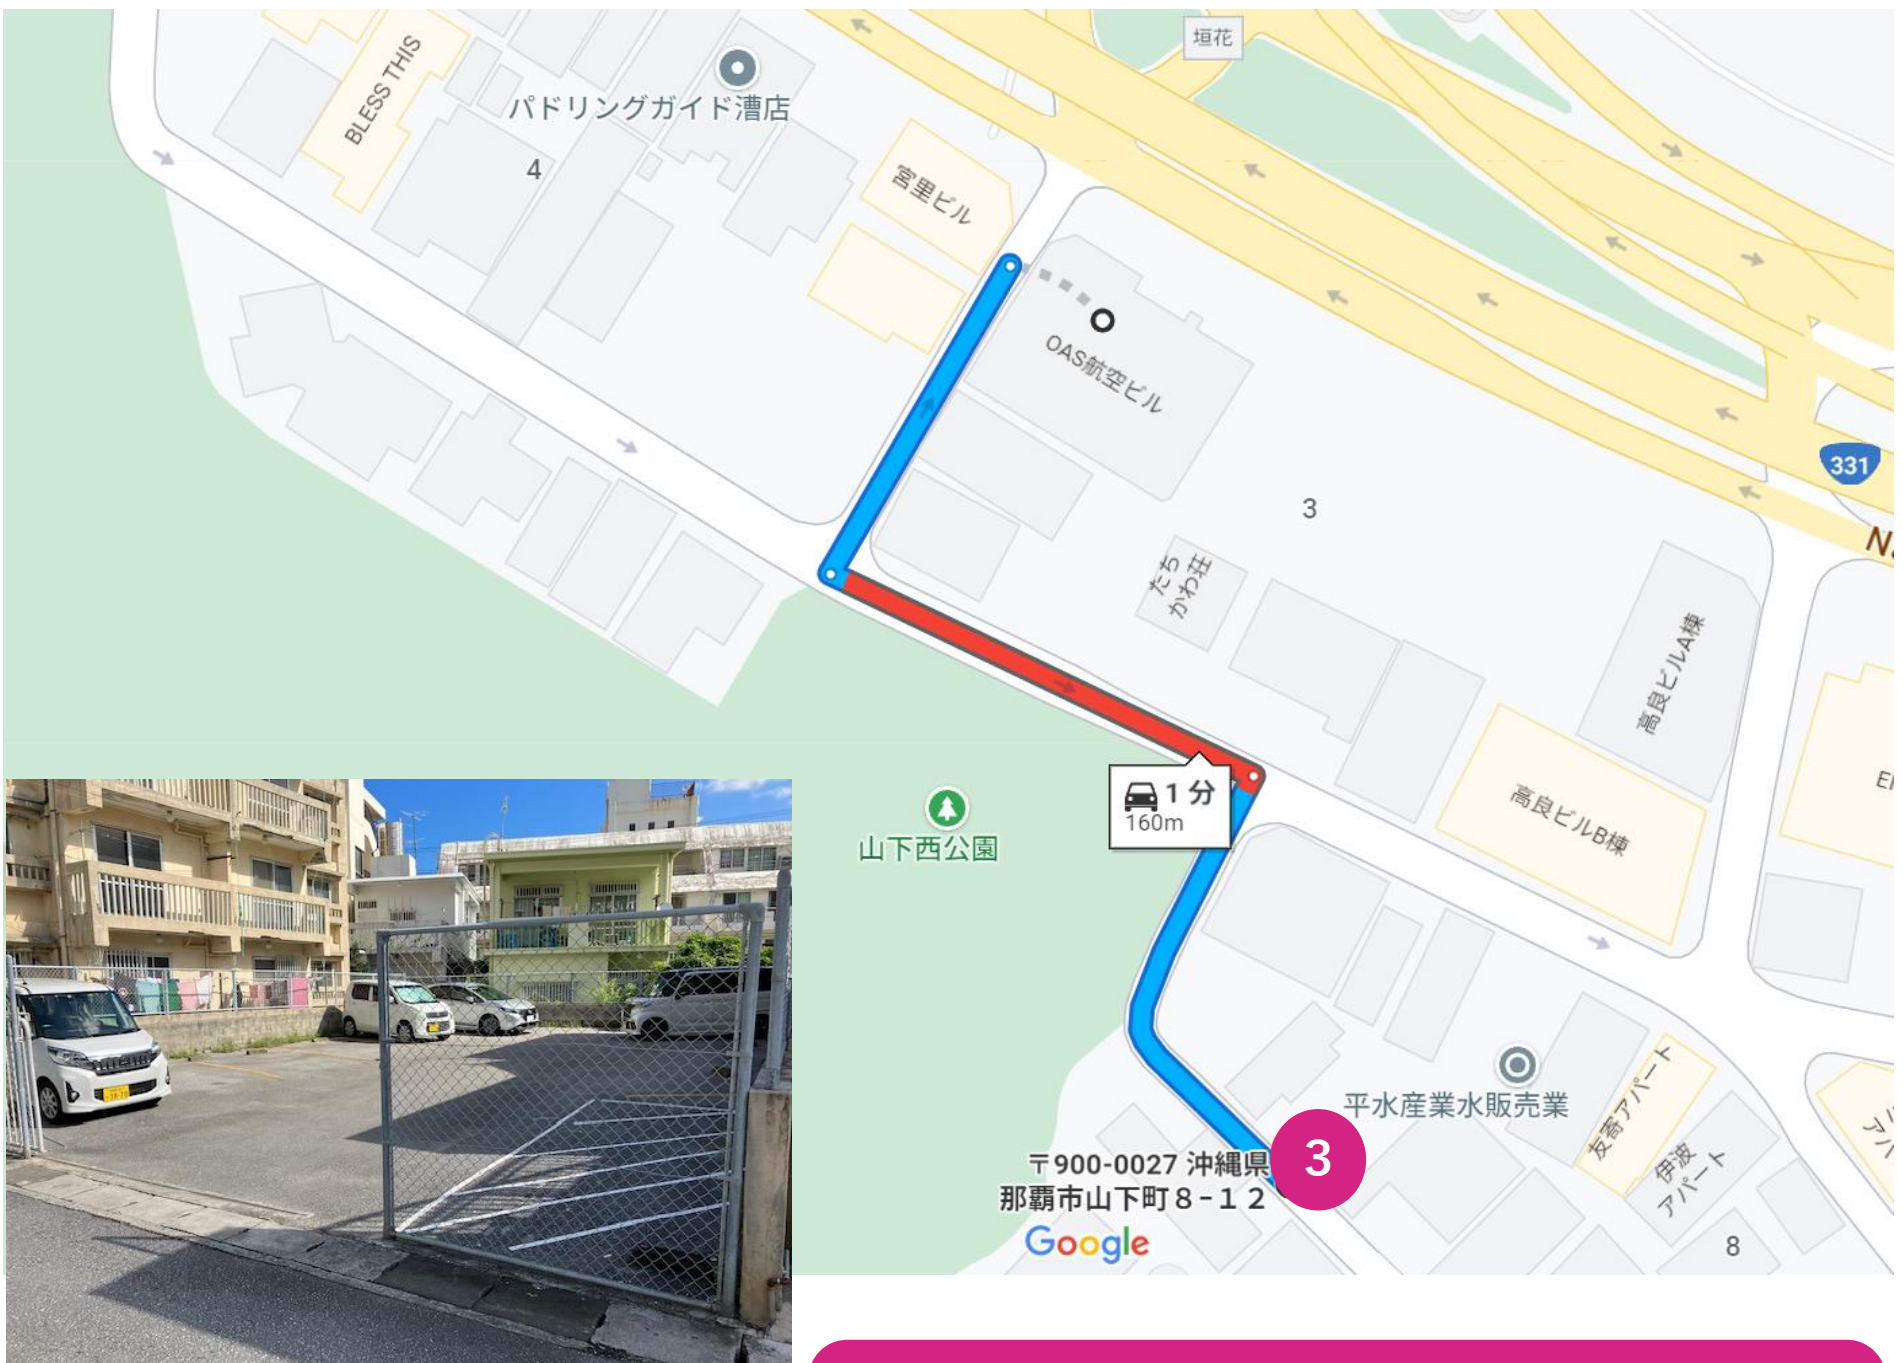 垣花
BLESS THIS
パドリングガイド漕店
4
宮里ビル
OAS航空ビル
331
3
たち
かわ荘
高良ビルA棟
1 分
160m
高良ビルB棟
山下西公園
平水産業水販売業
友寄アパート
伊波
アパート
〒900-0027 沖縄県
那覇市山下町８−１２
3
Google
8